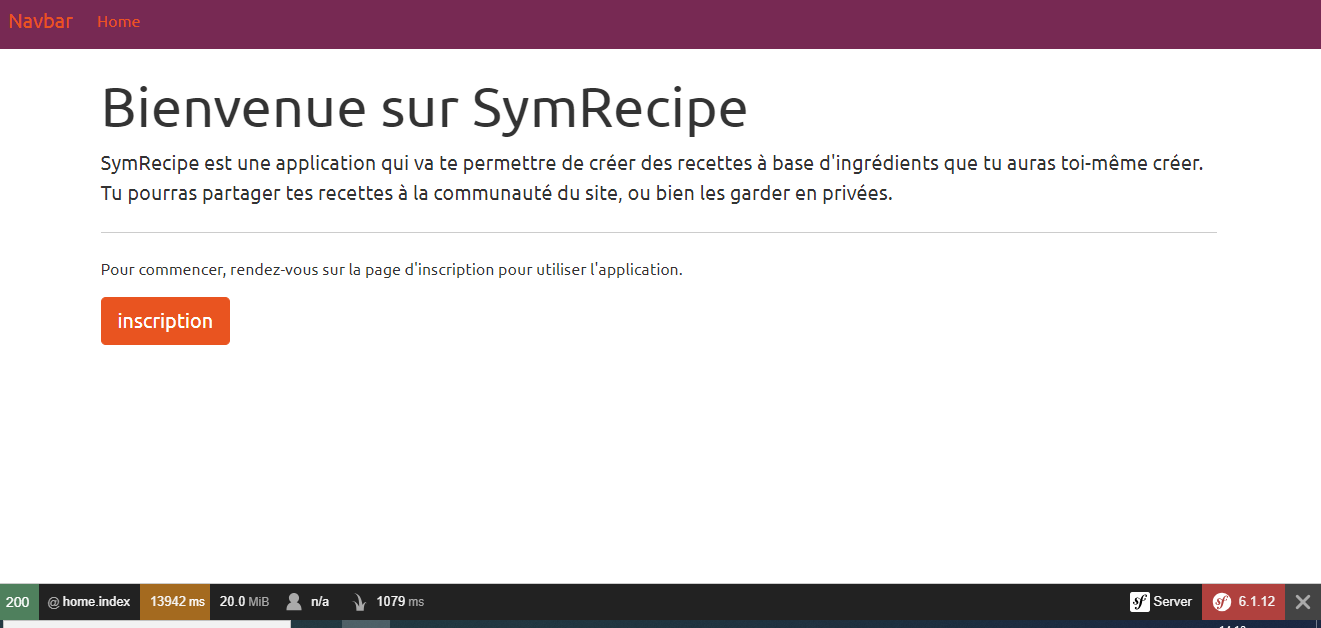 Navbar Home
Bienvenue sur SymRecipe
SymRecipe est une application qui va te permettre de créer des recettes à base d'ingrédients que tu auras toi-même créer.
Tu pourras partager tes recettes à la communauté du site, ou bien les garder en privées.
Pour commencer, rendez-vous sur la page d'inscription pour utiliser l'application.
inscription
200 @ home.index 13942 ms 20.0 MiB n/a 1079 ms sf Server sf 6.1.12